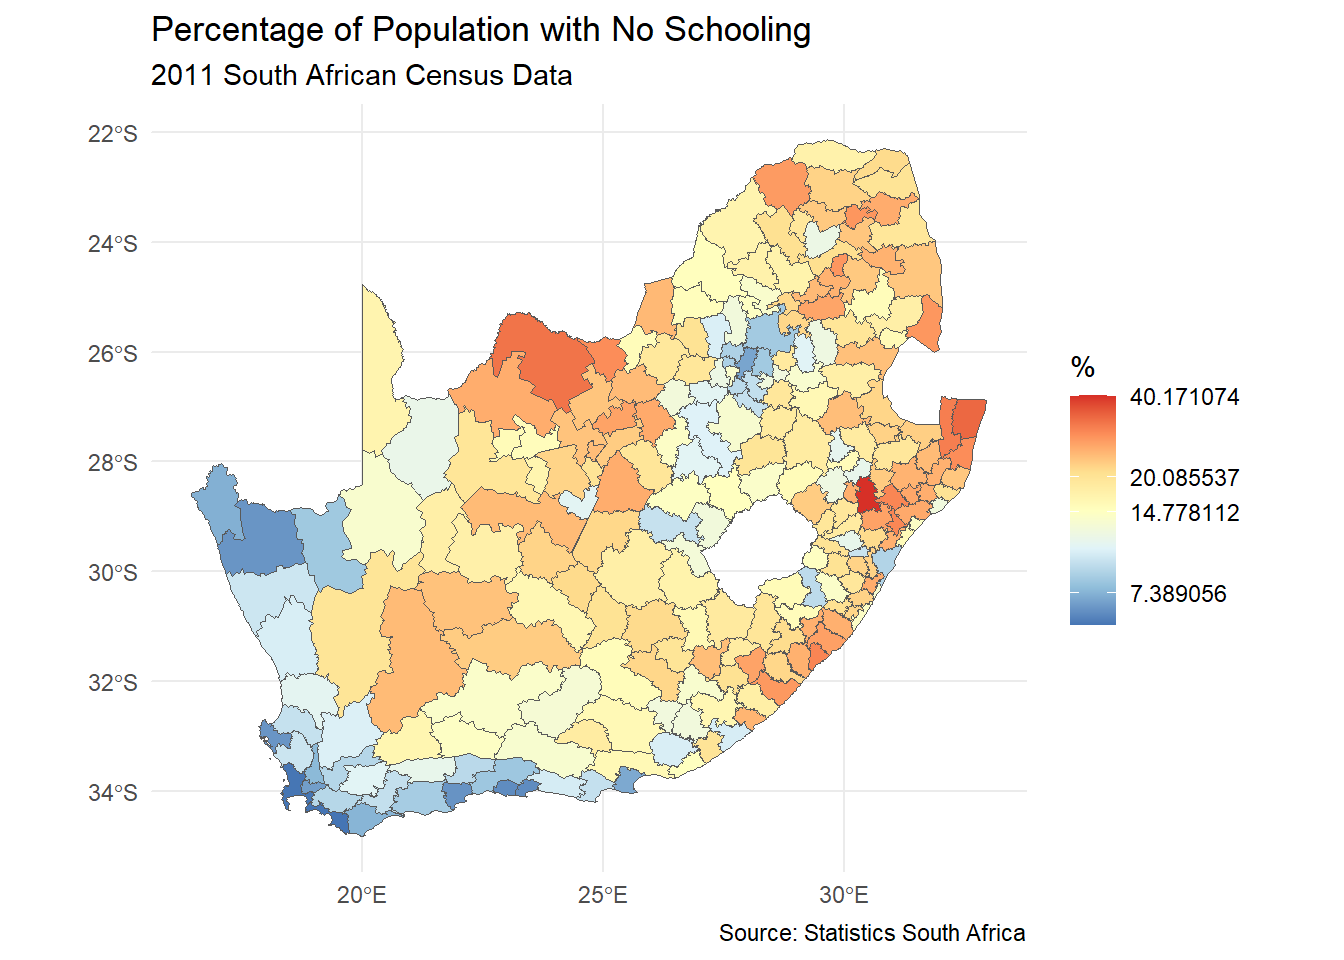 Percentage of Population with No Schooling
2011 South African Census Data
22°S
24°S
26°S
28°S
30°S
32°S
34°S
20°E
25°E
30°E
%
40.171074
20.085537
14.778112
7.389056
Source: Statistics South Africa